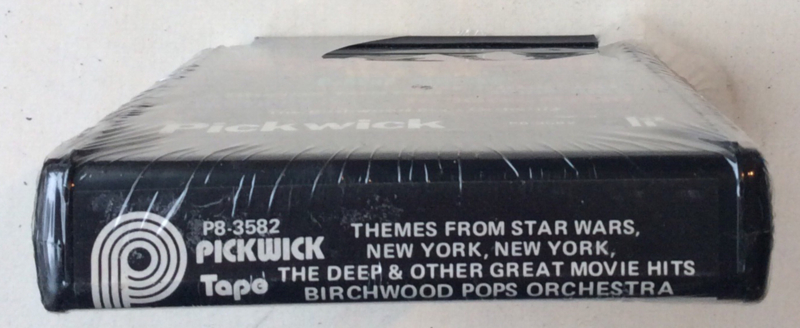 Pickwick
P8-3582
PICKWICK
Tape
THEMES FROM STAR WARS,
NEW YORK, NEW YORK,
THE DEEP & OTHER GREAT MOVIE HITS
BIRCHWOOD POPS ORCHESTRA